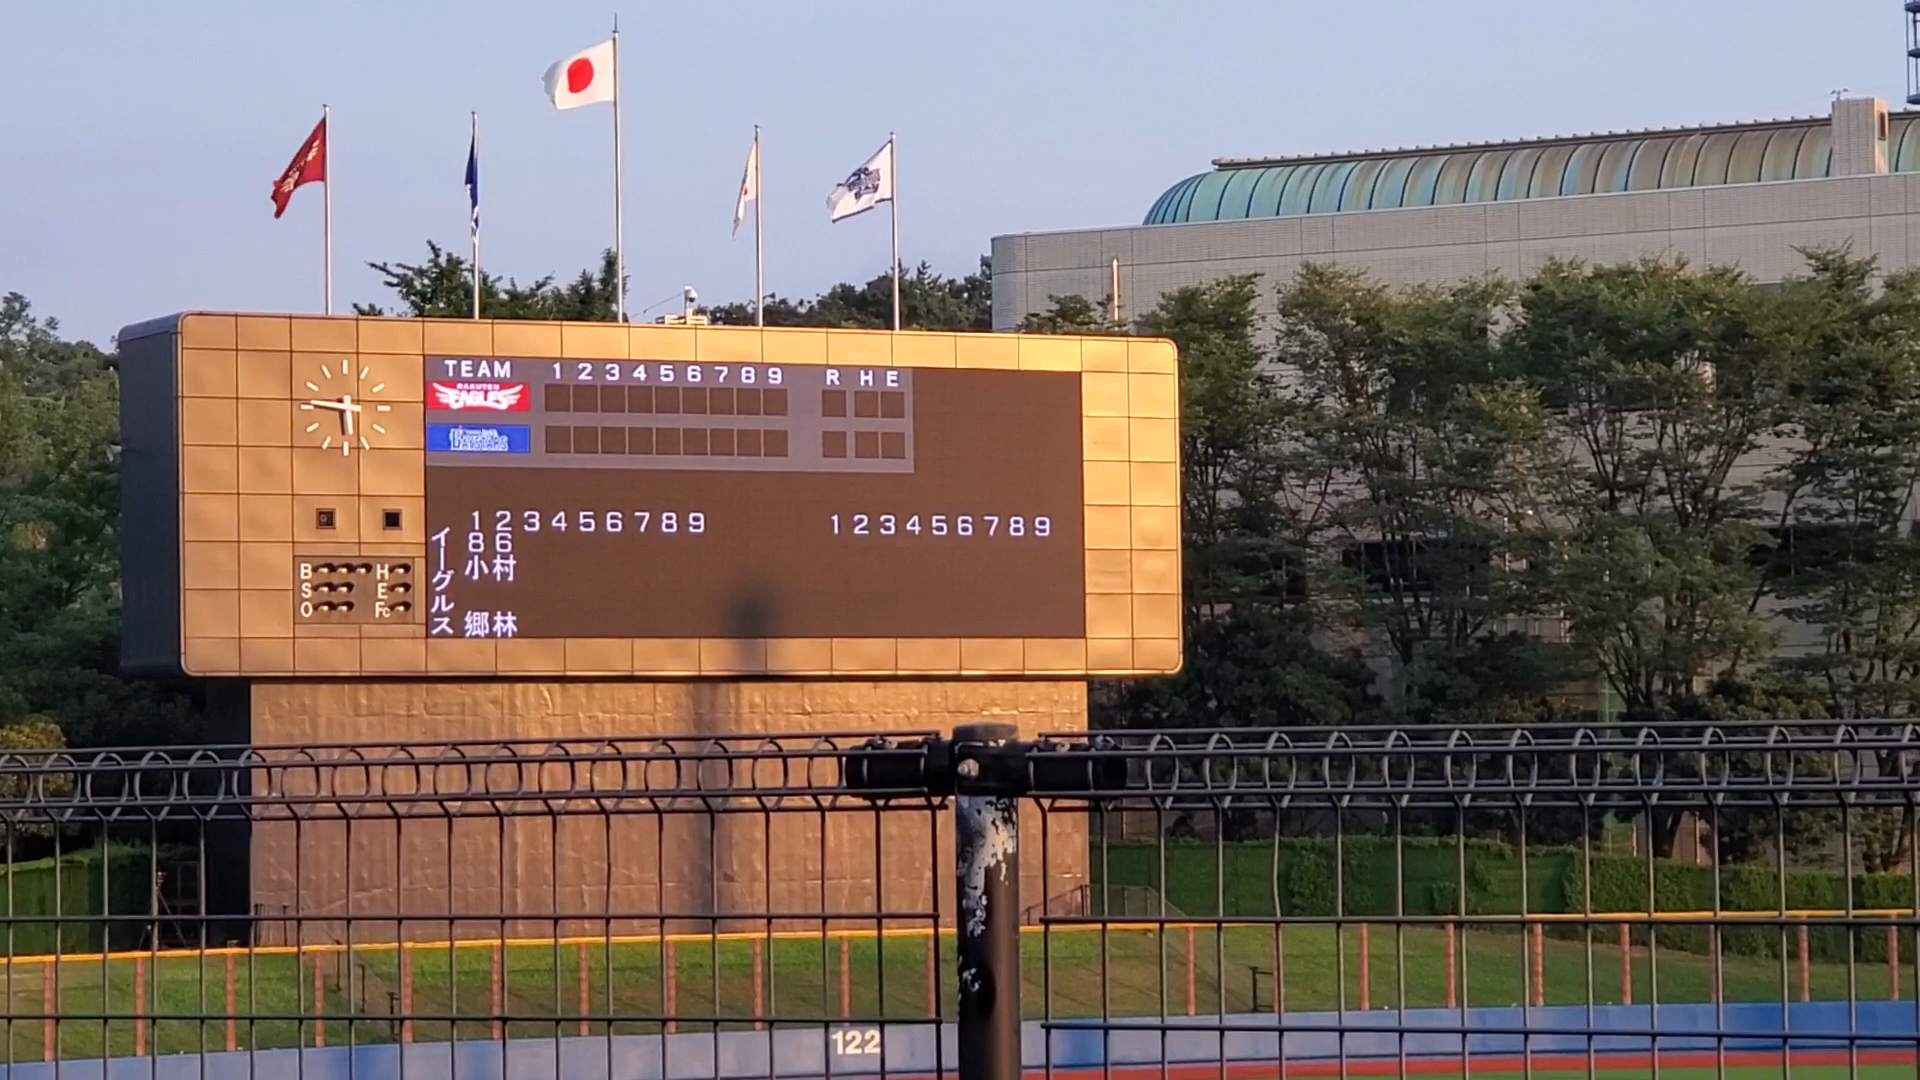 TEAM 1 2 3 4 5 6 7 8 9 R H E
RAKUTEN EAGLES
BAYSTARS
1 2 3 4 5 6 7 8 9
1 2 3 4 5 6 7 8 9
8 6
イーグルス
小郷
村林
B H
S E
O Fc
122